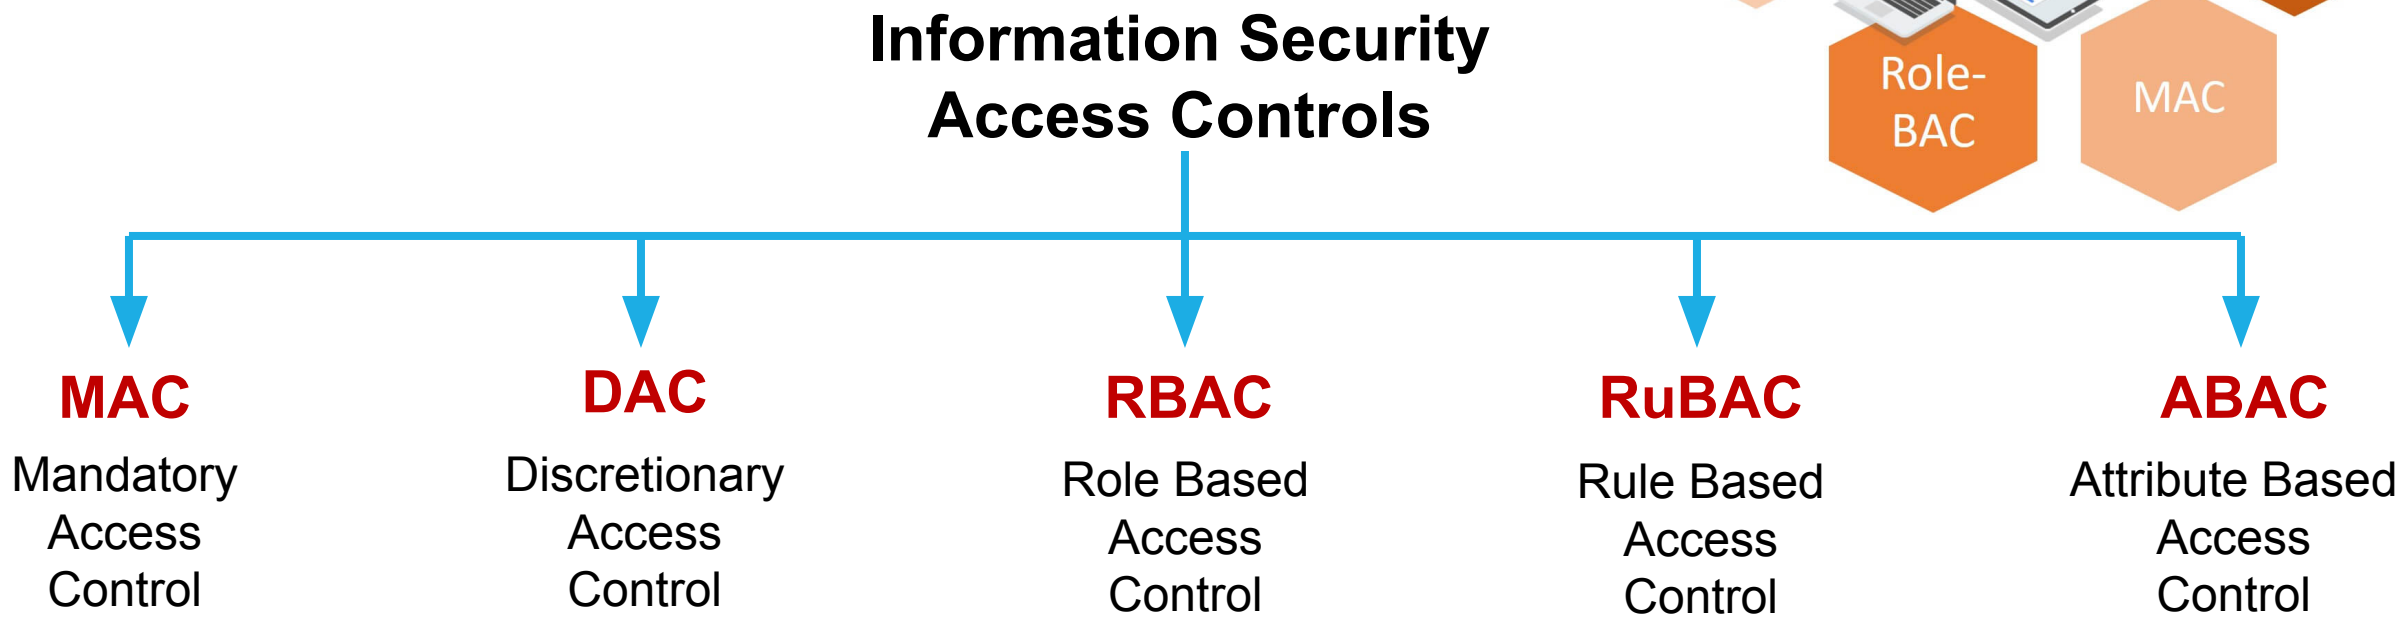 Information Security
Access Controls
Role-
BAC
MAC
MAC
Mandatory
Access
Control
DAC
Discretionary
Access
Control
RBAC
Role Based
Access
Control
RuBAC
Rule Based
Access
Control
ABAC
Attribute Based
Access
Control